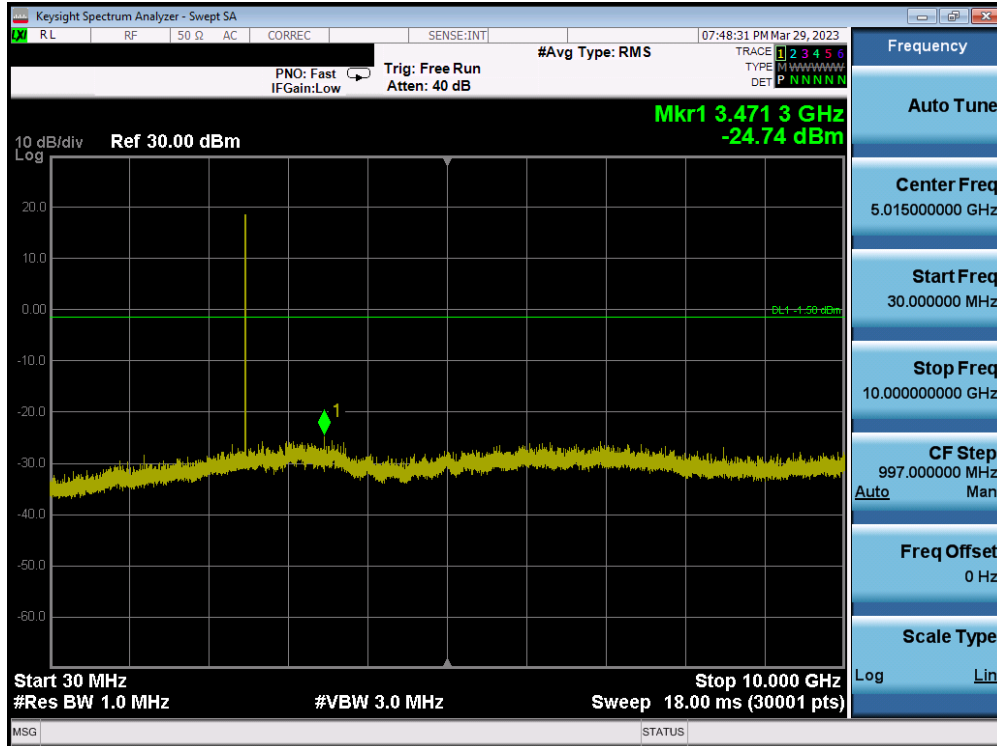 Keysight Spectrum Analyzer - Swept SA
LXI RL RF 50 Ω AC CORREC SENSE:INT 07:48:31 PM Mar 29, 2023
#Avg Type: RMS TRACE 1 2 3 4 5 6
PNO: Fast Trig: Free Run TYPE M W W W W W
IFGain:Low Atten: 40 dB DET P N N N N N
Mkr1 3.471 3 GHz
10 dB/div Ref 30.00 dBm -24.74 dBm
Log
20.0
10.0
0.00
DL1 -1.58 dBm
-10.0
-20.0
1
-30.0
-40.0
-50.0
-60.0
Start 30 MHz Stop 10.000 GHz
#Res BW 1.0 MHz #VBW 3.0 MHz Sweep 18.00 ms (30001 pts)
MSG STATUS
Frequency
Auto Tune
Center Freq
5.015000000 GHz
Start Freq
30.000000 MHz
Stop Freq
10.000000000 GHz
CF Step
997.000000 MHz
Auto Man
Freq Offset
0 Hz
Scale Type
Log Lin